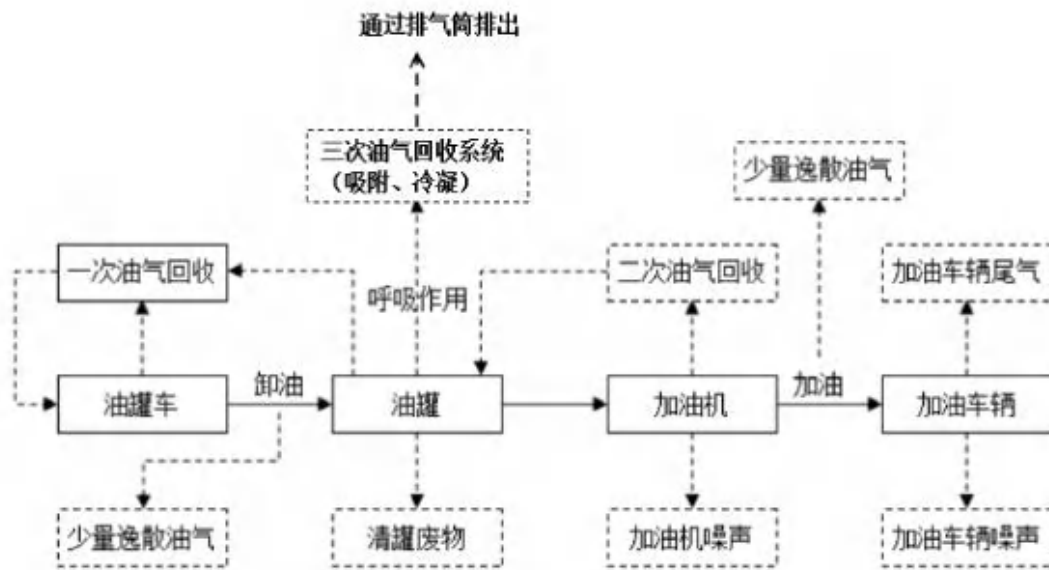 通过排气筒排出
三次油气回收系统
（吸附、冷凝）
少量逸散油气
一次油气回收
呼吸作用
二次油气回收
加油车辆尾气
油罐车
卸油
油罐
加油机
加油
加油车辆
少量逸散油气
清罐废物
加油机噪声
加油车辆噪声